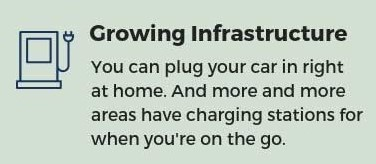 Growing Infrastructure
You can plug your car in right
at home. And more and more
areas have charging stations for
when you're on the go.